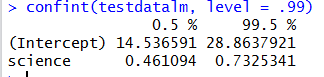 > confint(testdatalm, level = .99)
0.5 % 99.5 %
(Intercept) 14.536591 28.8637921
science 0.461094 0.7325341